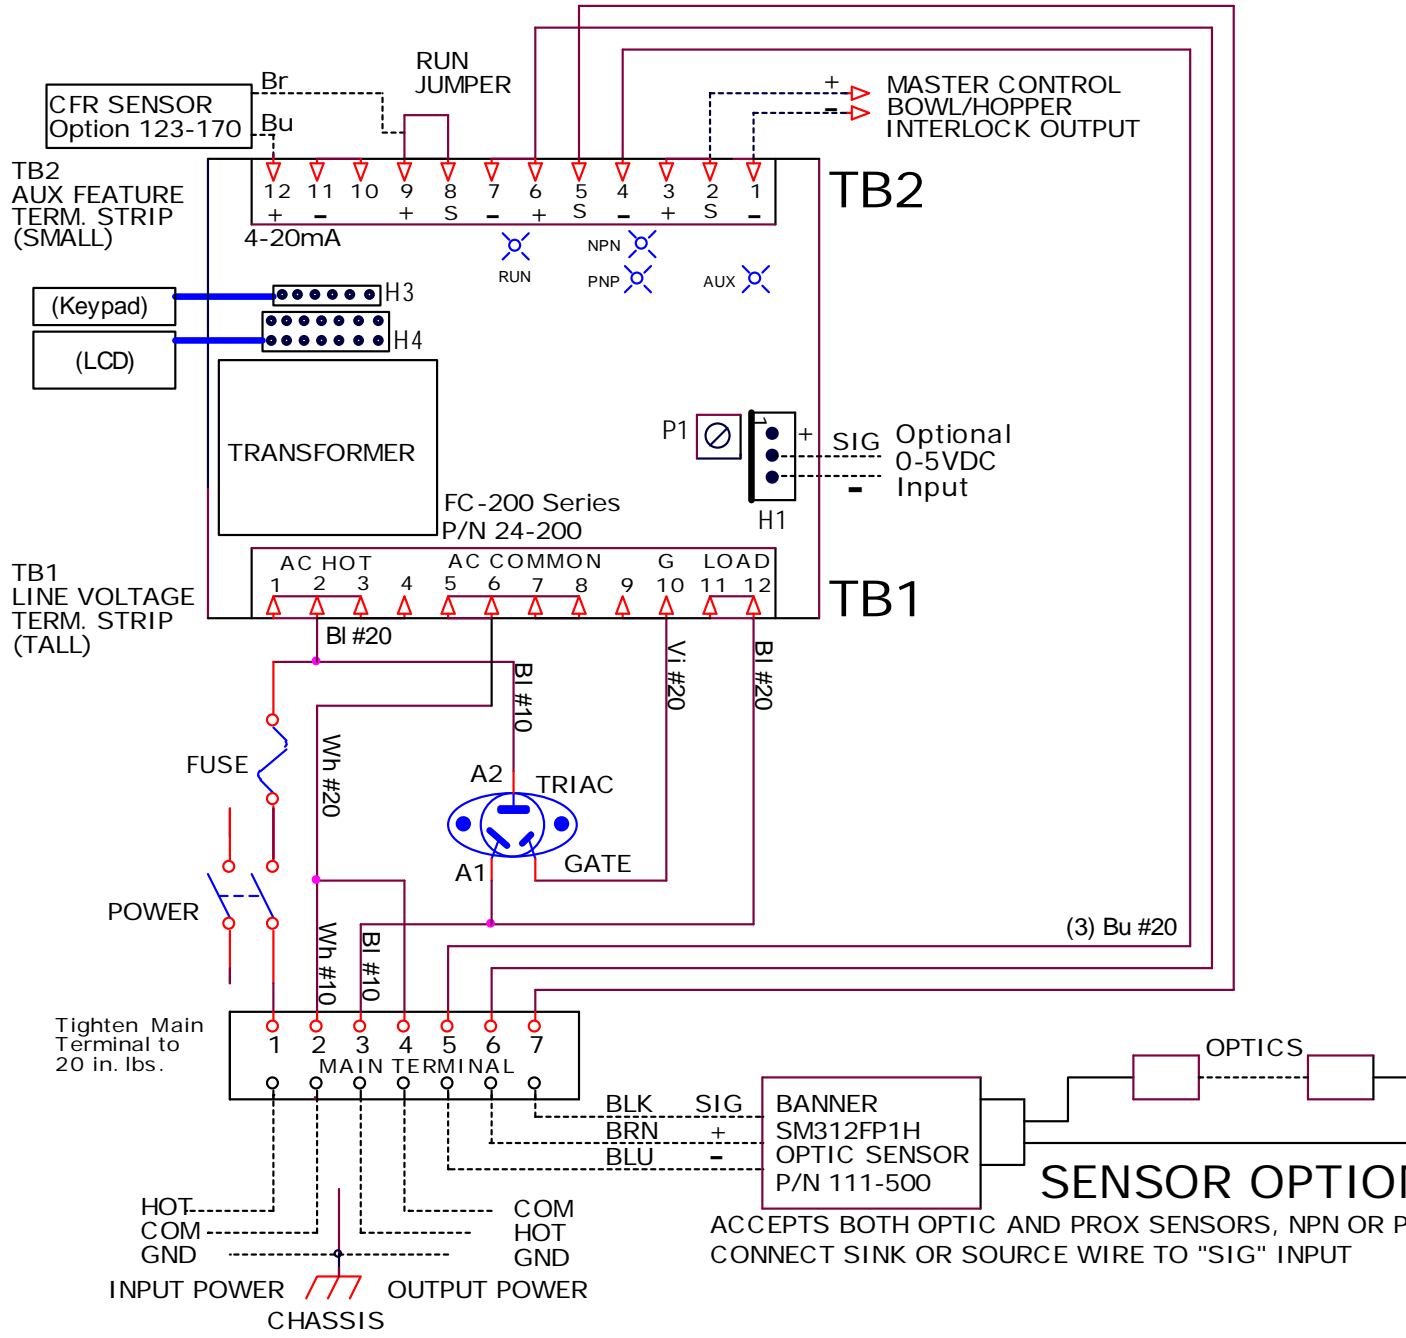 RUN
JUMPER
Br
CFR SENSOR
Option 123-170
Bu
+ MASTER CONTROL
- BOWL/HOPPER
INTERLOCK OUTPUT
TB2
AUX FEATURE
TERM. STRIP
(SMALL)
12 11 10 9 8 7 6 5 4 3 2 1
+ - + S - + S - + S -
TB2
4-20mA
RUN
NPN
PNP
AUX
(Keypad)
H3
(LCD)
H4
TRANSFORMER
P1
1
+
SIG
-
Optional
0-5VDC
Input
H1
FC-200 Series
P/N 24-200
TB1
LINE VOLTAGE
TERM. STRIP
(TALL)
AC HOT AC COMMON G LOAD
1 2 3 4 5 6 7 8 9 10 11 12
TB1
Bl #20
Bl #10
Vi #20
Bl #20
FUSE
Wh #20
A2
TRIAC
A1
GATE
POWER
Wh #10
Bl #10
(3) Bu #20
Tighten Main
Terminal to
20 in. lbs.
1 2 3 4 5 6 7
MAIN TERMINAL
OPTICS
BLK SIG
BRN +
BLU -
BANNER
SM312FP1H
OPTIC SENSOR
P/N 111-500
SENSOR OPTION
ACCEPTS BOTH OPTIC AND PROX SENSORS, NPN OR P
CONNECT SINK OR SOURCE WIRE TO "SIG" INPUT
HOT
COM
GND
COM
HOT
GND
INPUT POWER
OUTPUT POWER
CHASSIS